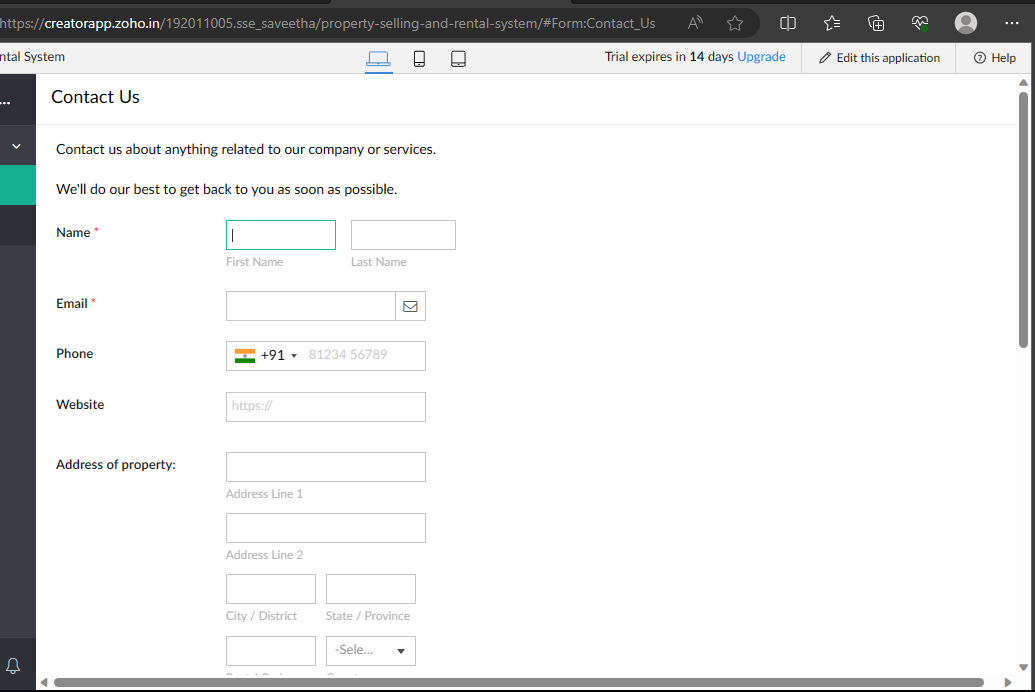 https://creatorapp.zoho.in/192011005.sse_saveetha/property-selling-and-rental-system/#Form:Contact_Us
ntal System
Trial expires in 14 days Upgrade
Edit this application
Help
Contact Us
Contact us about anything related to our company or services.
We'll do our best to get back to you as soon as possible.
Name *
First Name
Last Name
Email *
Phone
+91
81234 56789
Website
https://
Address of property:
Address Line 1
Address Line 2
City / District
State / Province
-Sele...